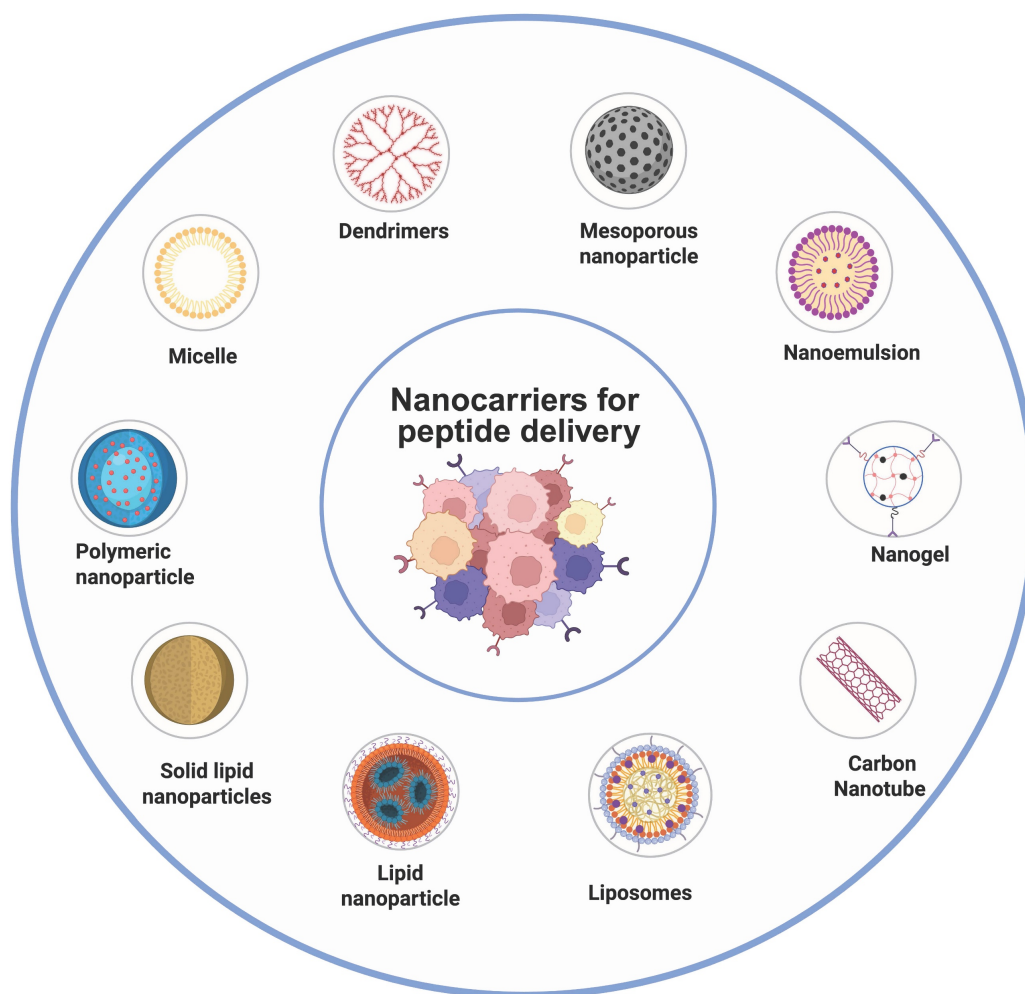 Dendrimers
Mesoporous
nanoparticle
Micelle
Nanoemulsion
Nanocarriers for
peptide delivery
Polymeric
nanoparticle
Nanogel
Solid lipid
nanoparticles
Carbon
Nanotube
Lipid
nanoparticle
Liposomes